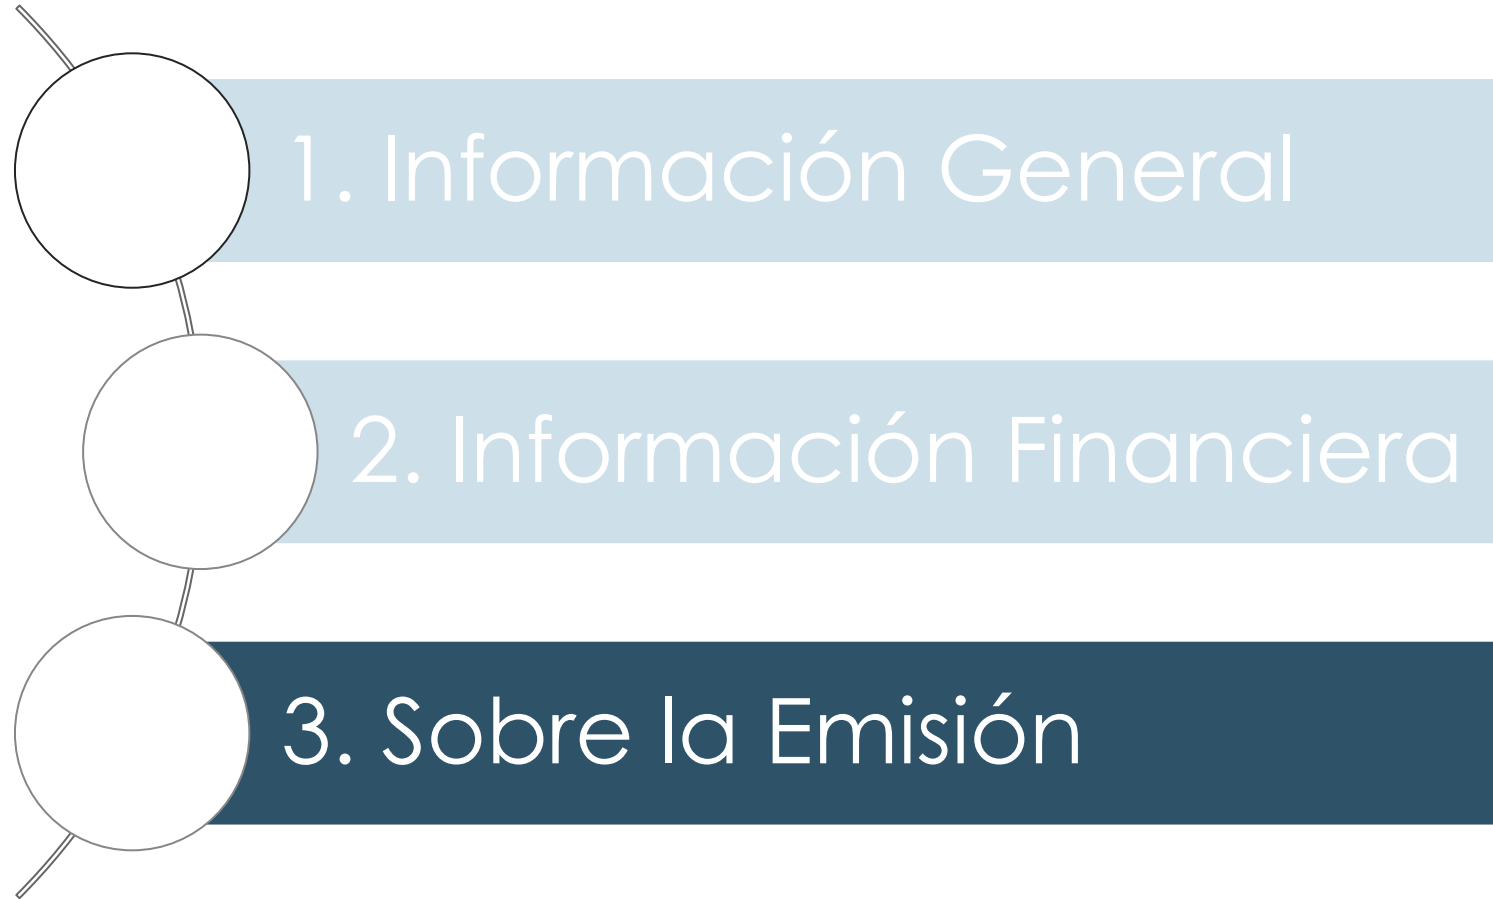 1. Información General
2. Información Financiera
3. Sobre la Emisión